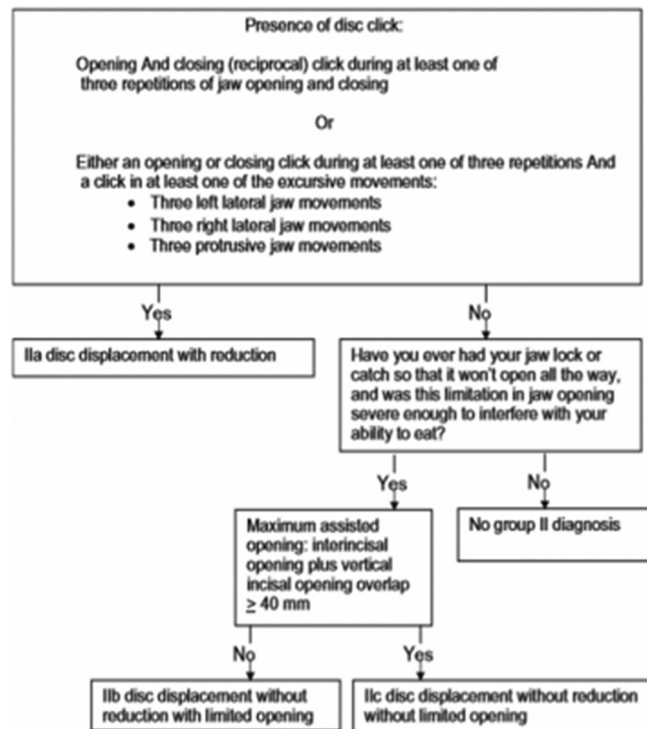 Presence of disc click:
Opening And closing (reciprocal) click during at least one of
three repetitions of jaw opening and closing
Or
Either an opening or closing click during at least one of three repetitions And
a click in at least one of the excursive movements:
• Three left lateral jaw movements
• Three right lateral jaw movements
• Three protrusive jaw movements
Yes
No
IIa disc displacement with reduction
Have you ever had your jaw lock or
catch so that it won't open all the way,
and was this limitation in jaw opening
severe enough to interfere with your
ability to eat?
Yes
No
Maximum assisted
opening: interincisal
opening plus vertical
incisal opening overlap
≥ 40 mm
No group II diagnosis
No
Yes
IIb disc displacement without
reduction with limited opening
IIc disc displacement without reduction
without limited opening